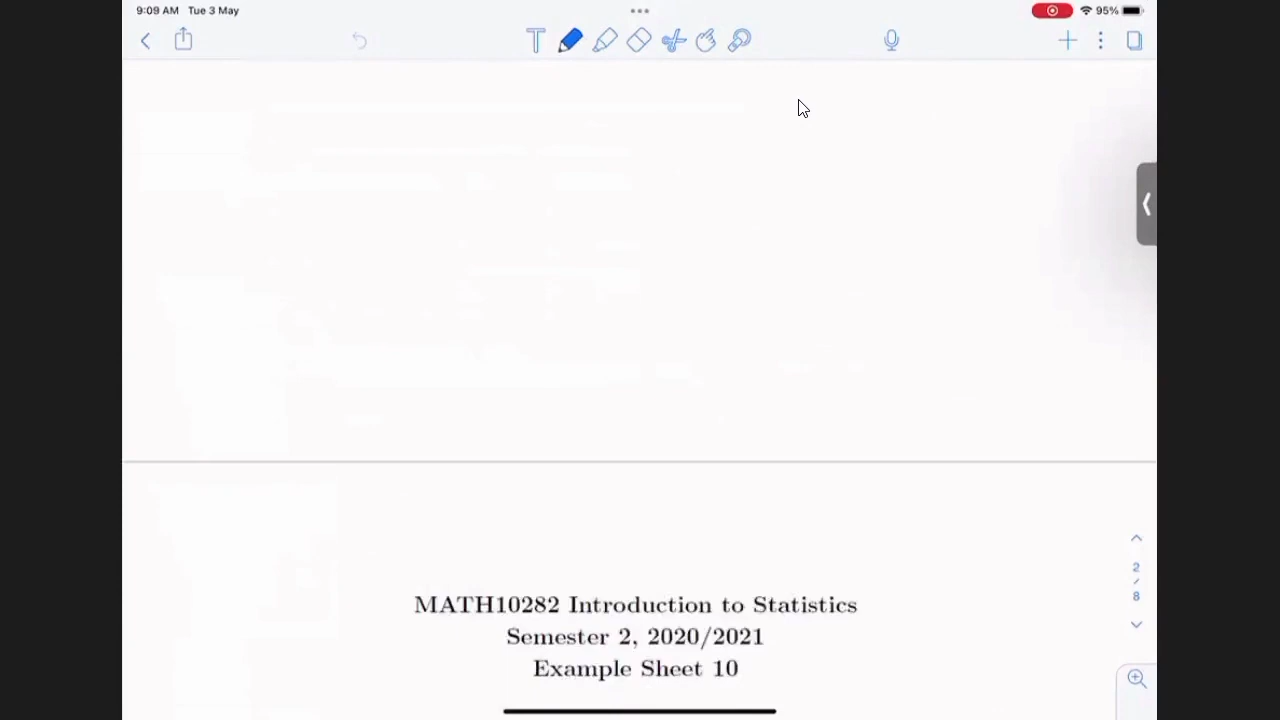 9:09 AM Tue 3 May
95%
T
2
/
8
MATH10282 Introduction to Statistics
Semester 2, 2020/2021
Example Sheet 10